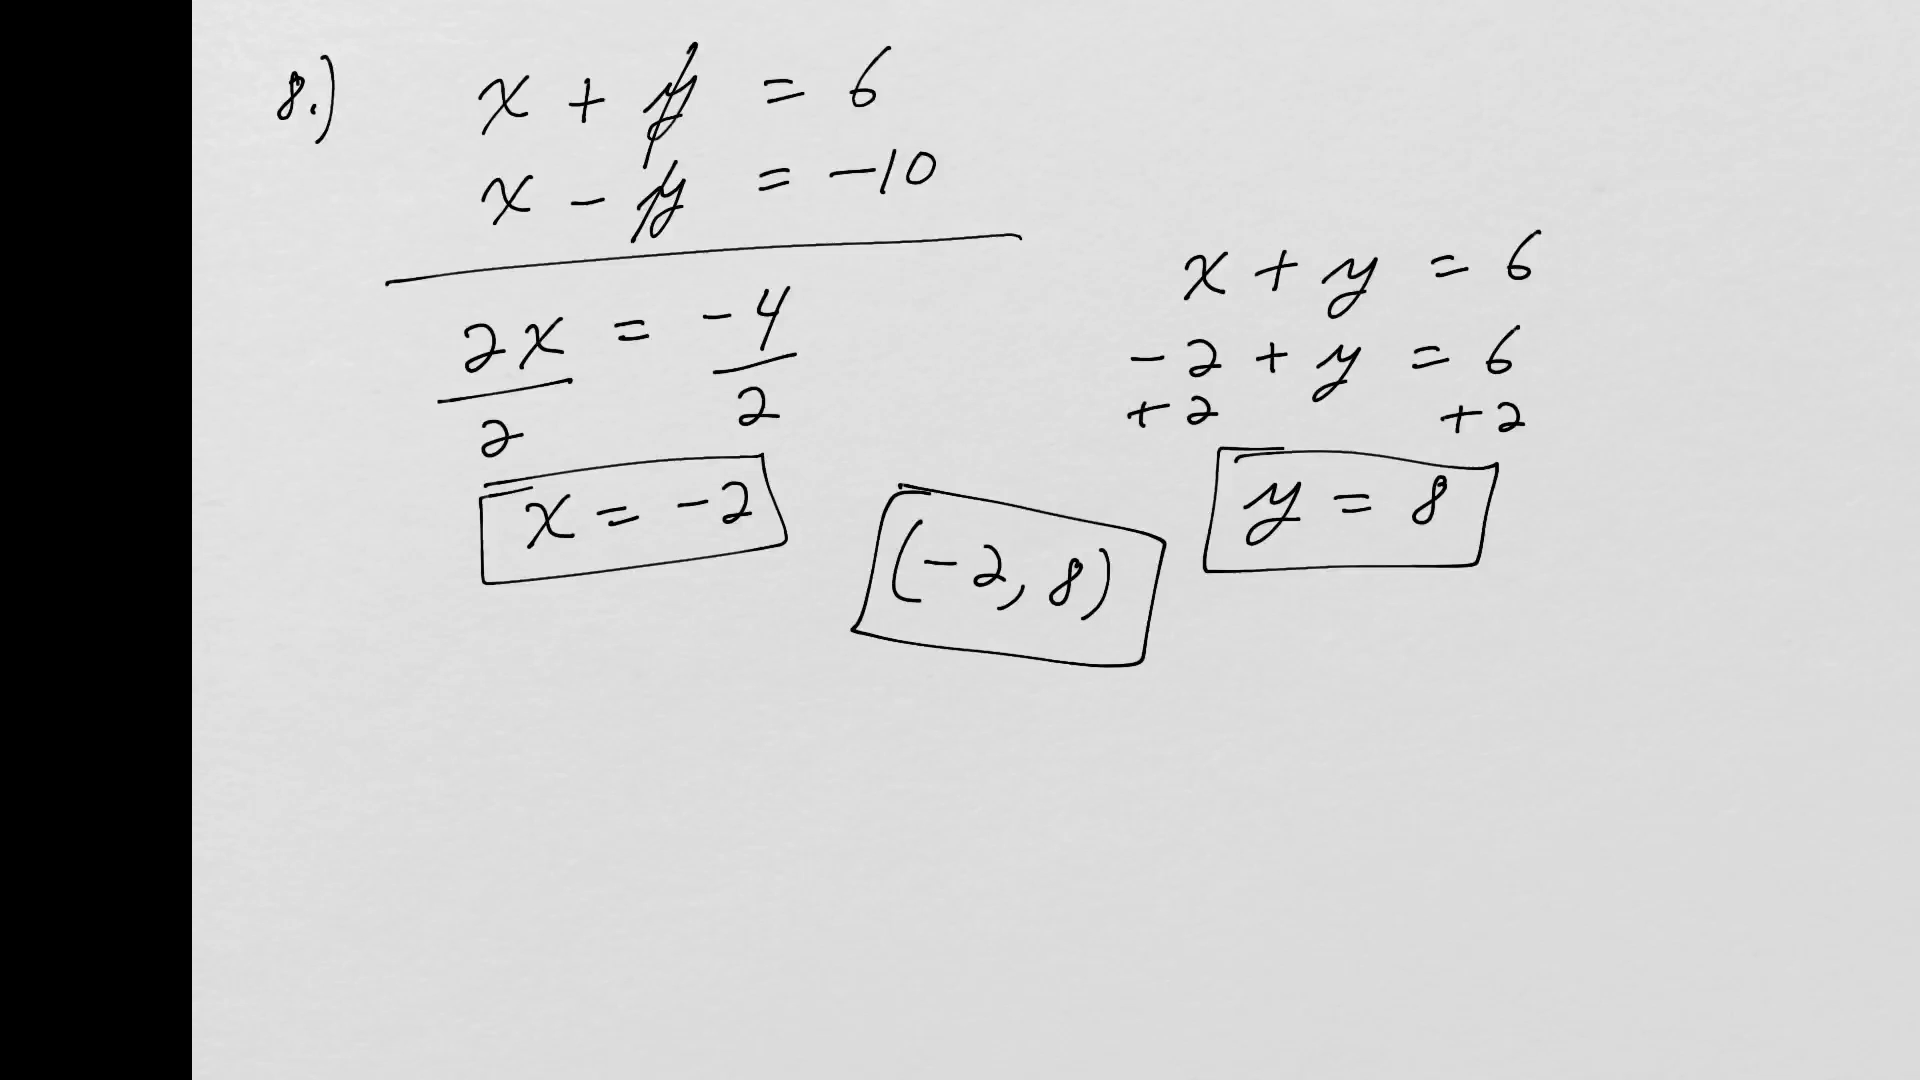 8.) x + y = 6
x - y = -10
2x = -4
2 2
x = -2
x + y = 6
-2 + y = 6
+2 +2
y = 8
(-2, 8)